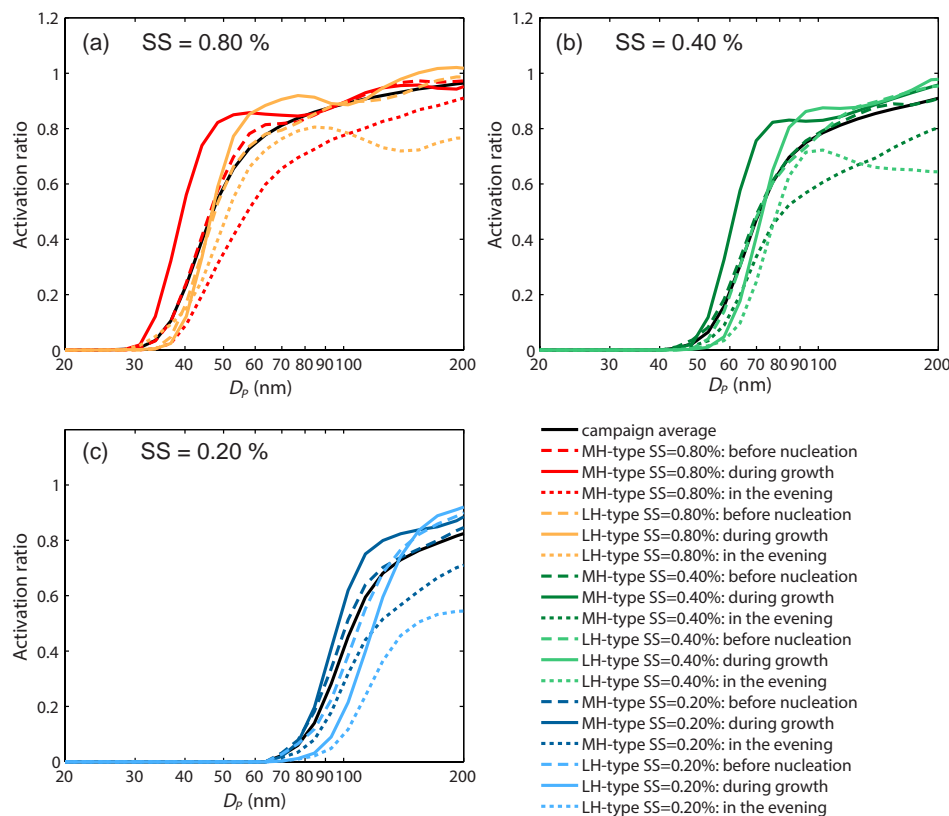 (a) SS = 0.80 %
1.2
1
0.8
0.6
0.4
0.2
0
Activation ratio
20 30 40 50 60 70 80 90 100 200
D_P (nm)
(b) SS = 0.40 %
1.2
1
0.8
0.6
0.4
0.2
0
Activation ratio
20 30 40 50 60 70 80 90 100 200
D_P (nm)
(c) SS = 0.20 %
1
0.8
0.6
0.4
0.2
0
Activation ratio
20 30 40 50 60 70 80 90 100 200
D_P (nm)
campaign average
MH-type SS=0.80%: before nucleation
MH-type SS=0.80%: during growth
MH-type SS=0.80%: in the evening
LH-type SS=0.80%: before nucleation
LH-type SS=0.80%: during growth
LH-type SS=0.80%: in the evening
MH-type SS=0.40%: before nucleation
MH-type SS=0.40%: during growth
MH-type SS=0.40%: in the evening
LH-type SS=0.40%: before nucleation
LH-type SS=0.40%: during growth
LH-type SS=0.40%: in the evening
MH-type SS=0.20%: before nucleation
MH-type SS=0.20%: during growth
MH-type SS=0.20%: in the evening
LH-type SS=0.20%: before nucleation
LH-type SS=0.20%: during growth
LH-type SS=0.20%: in the evening